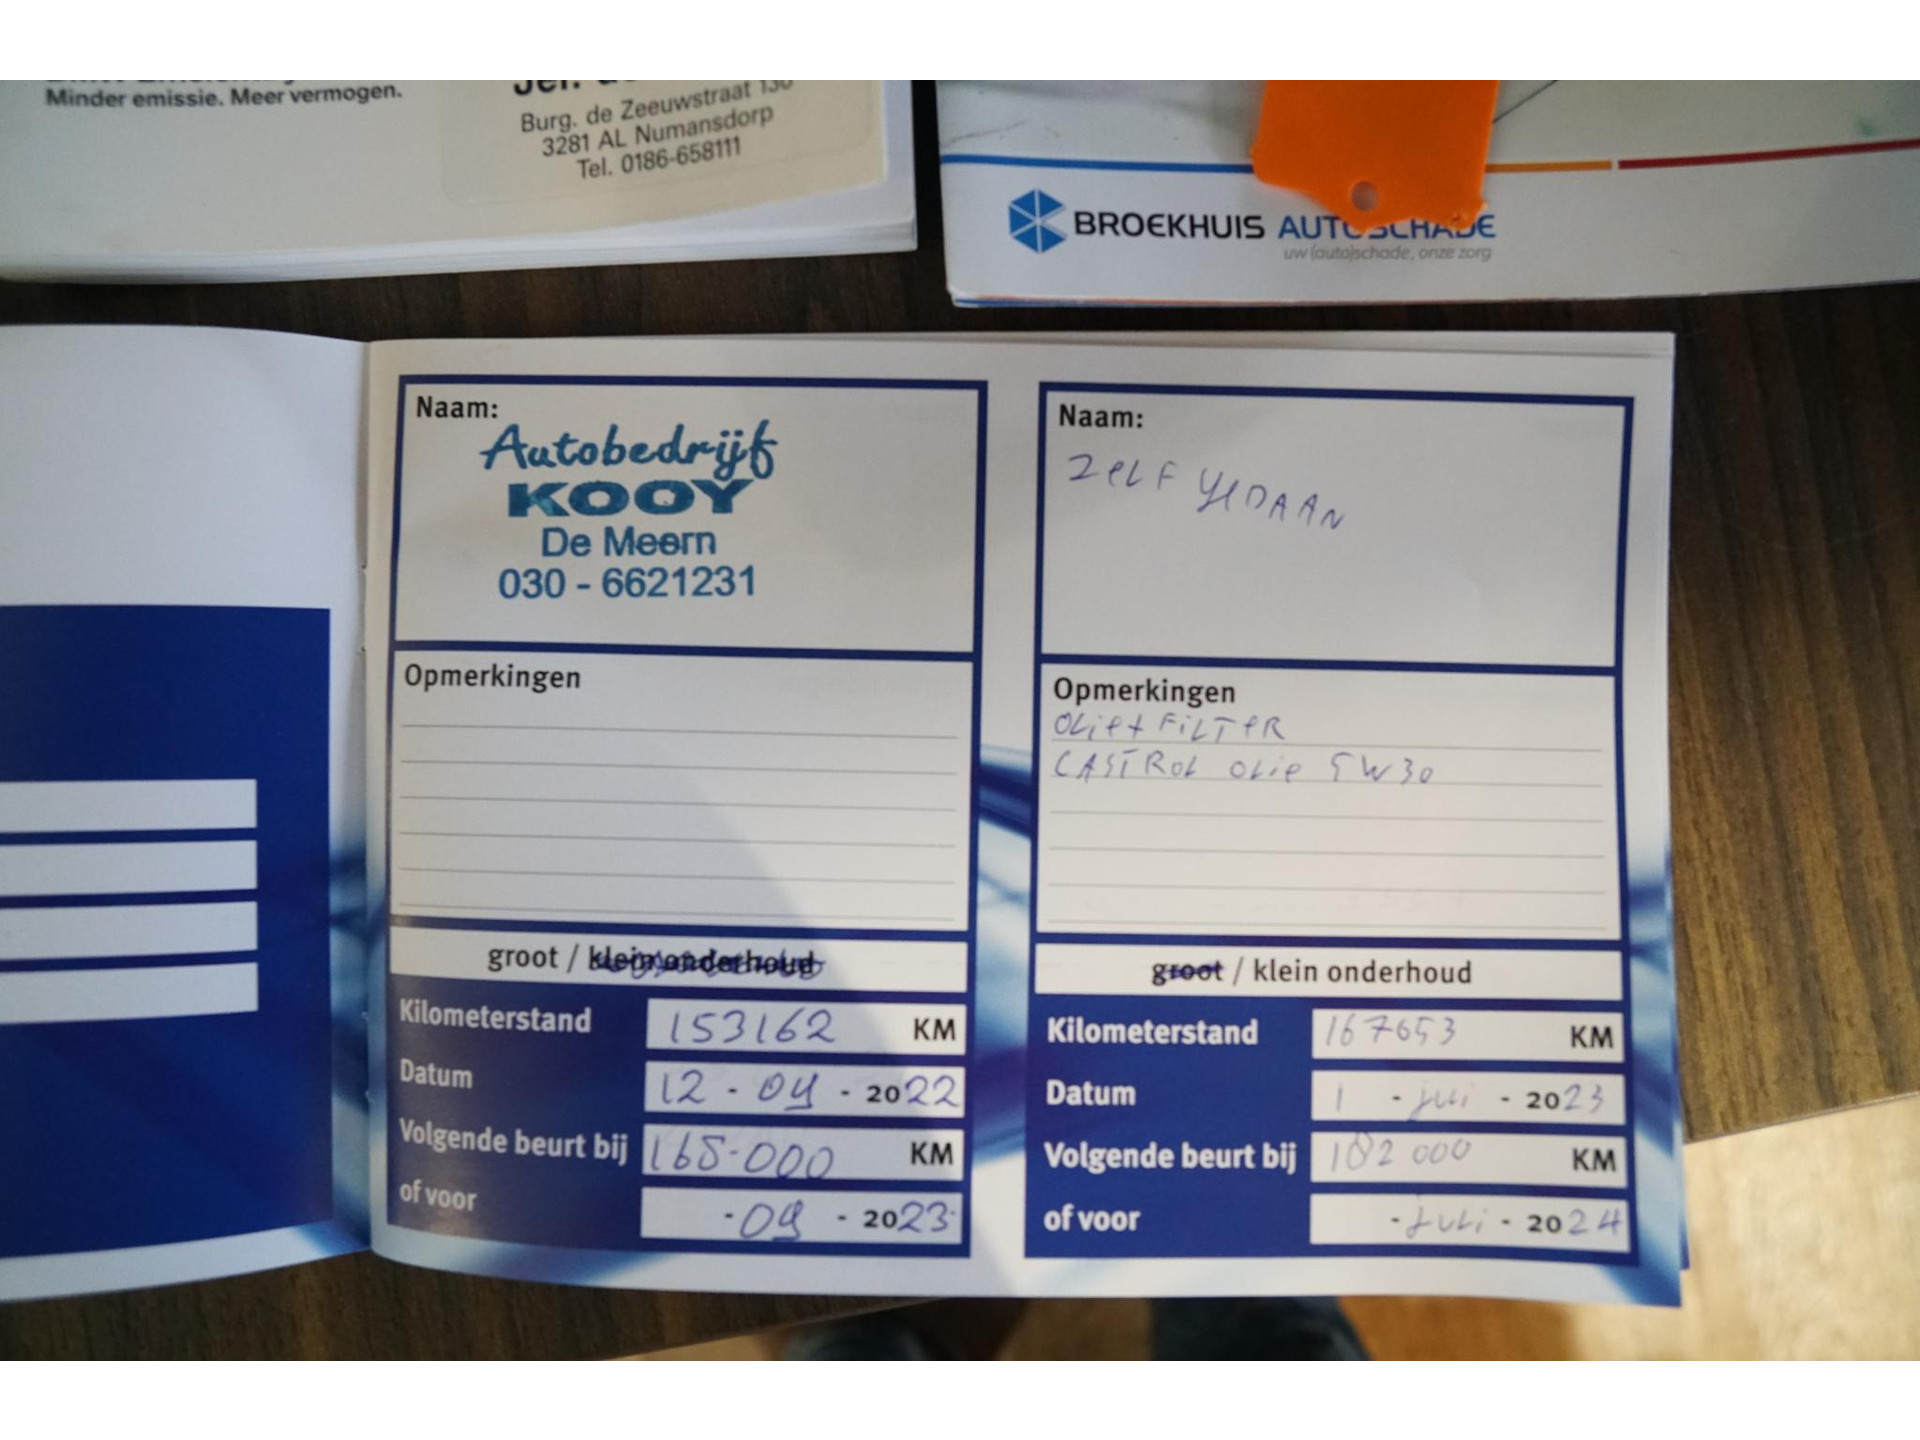 Minder emissie. Meer vermogen.
Burg. de Zeeuwstraat 130
3281 AL Numansdorp
Tel. 0186-658111
BROEKHUIS AUTOSCHADE
uw (auto)schade, onze zorg
Naam:
Autobedrijf
KOOY
De Meern
030 - 6621231
Opmerkingen
groot / klein onderhoud
Kilometerstand 153162 KM
Datum 12 - 09 - 2022
Volgende beurt bij 165.000 KM
of voor - 09 - 2023
Naam:
ZELF GEDAAN
Opmerkingen
OLIE + FILTER
CASTROL OLIE 5W30
groot / klein onderhoud
Kilometerstand 167653 KM
Datum 1 - juli - 2023
Volgende beurt bij 182 000 KM
of voor - juli - 2024